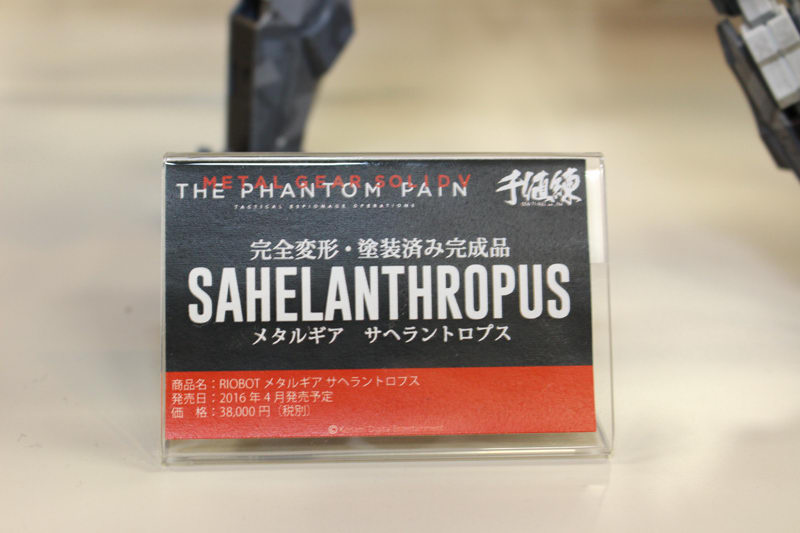 METAL GEAR SOLID V
THE PHANTOM PAIN
TACTICAL ESPIONAGE OPERATIONS
千値練
完全変形・塗装済み完成品
SAHELANTHROPUS
メタルギア サヘラントロプス
商品名：RIOBOT メタルギア サヘラントロプス
発売日：2016年4月発売予定
価 格：38,000円（税別）
© Konami Digital Entertainment